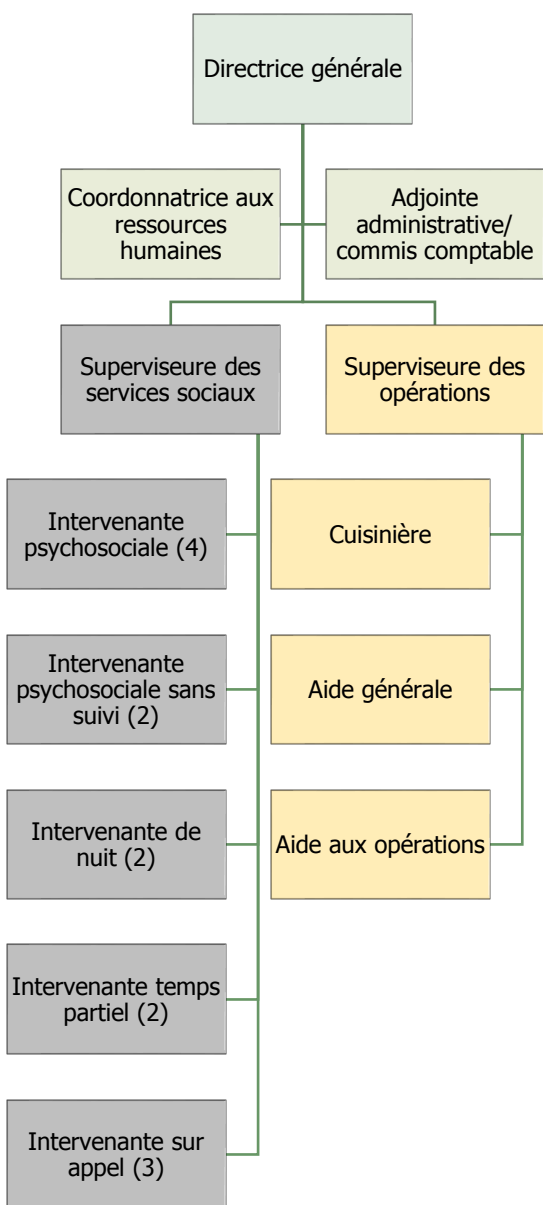 Directrice générale
Coordonnatrice aux
ressources
humaines
Adjointe
administrative/
commis comptable
Superviseure des
services sociaux
Superviseure des
opérations
Intervenante
psychosociale (4)
Cuisinière
Intervenante
psychosociale sans
suivi (2)
Aide générale
Intervenante de
nuit (2)
Aide aux opérations
Intervenante temps
partiel (2)
Intervenante sur
appel (3)